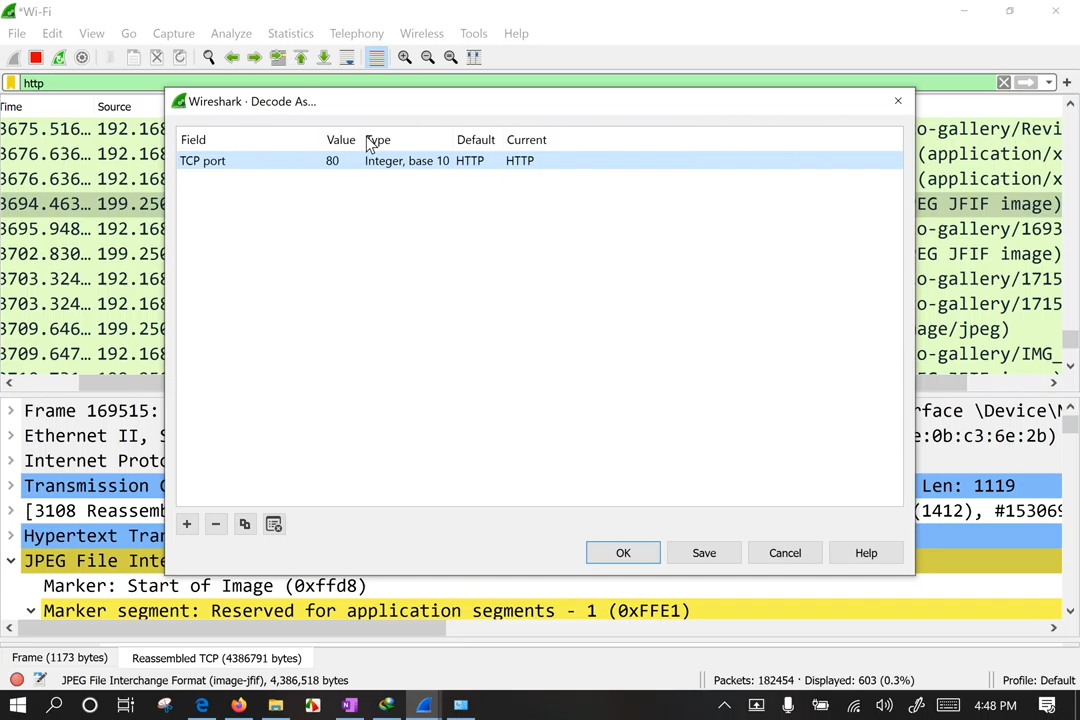 *Wi-Fi
File Edit View Go Capture Analyze Statistics Telephony Wireless Tools Help
http
Time Source
Wireshark · Decode As...
Field Value Type Default Current
TCP port 80 Integer, base 10 HTTP HTTP
3675.516… 192.168 o-gallery/Revi
3676.636… 192.168 (application/x
3676.636… 192.168 (application/x
3694.463… 199.250 PEG JFIF image)
3695.948… 192.168 o-gallery/1693
3702.830… 199.250 PEG JFIF image)
3703.324… 192.168 o-gallery/1715
3703.324… 192.168 o-gallery/1715
3709.646… 199.250 age/jpeg)
3709.647… 192.168 o-gallery/IMG_
Frame 169515: rface \Device\N
Ethernet II, S e:0b:c3:6e:2b)
Internet Proto
Transmission C Len: 1119
[3108 Reassemb (1412), #153069
Hypertext Tran
JPEG File Inte
OK Save Cancel Help
Marker: Start of Image (0xffd8)
Marker segment: Reserved for application segments - 1 (0xFFE1)
Frame (1173 bytes) Reassembled TCP (4386791 bytes)
JPEG File Interchange Format (image-jfif), 4,386,518 bytes Packets: 182454 · Displayed: 603 (0.3%) Profile: Default
4:48 PM